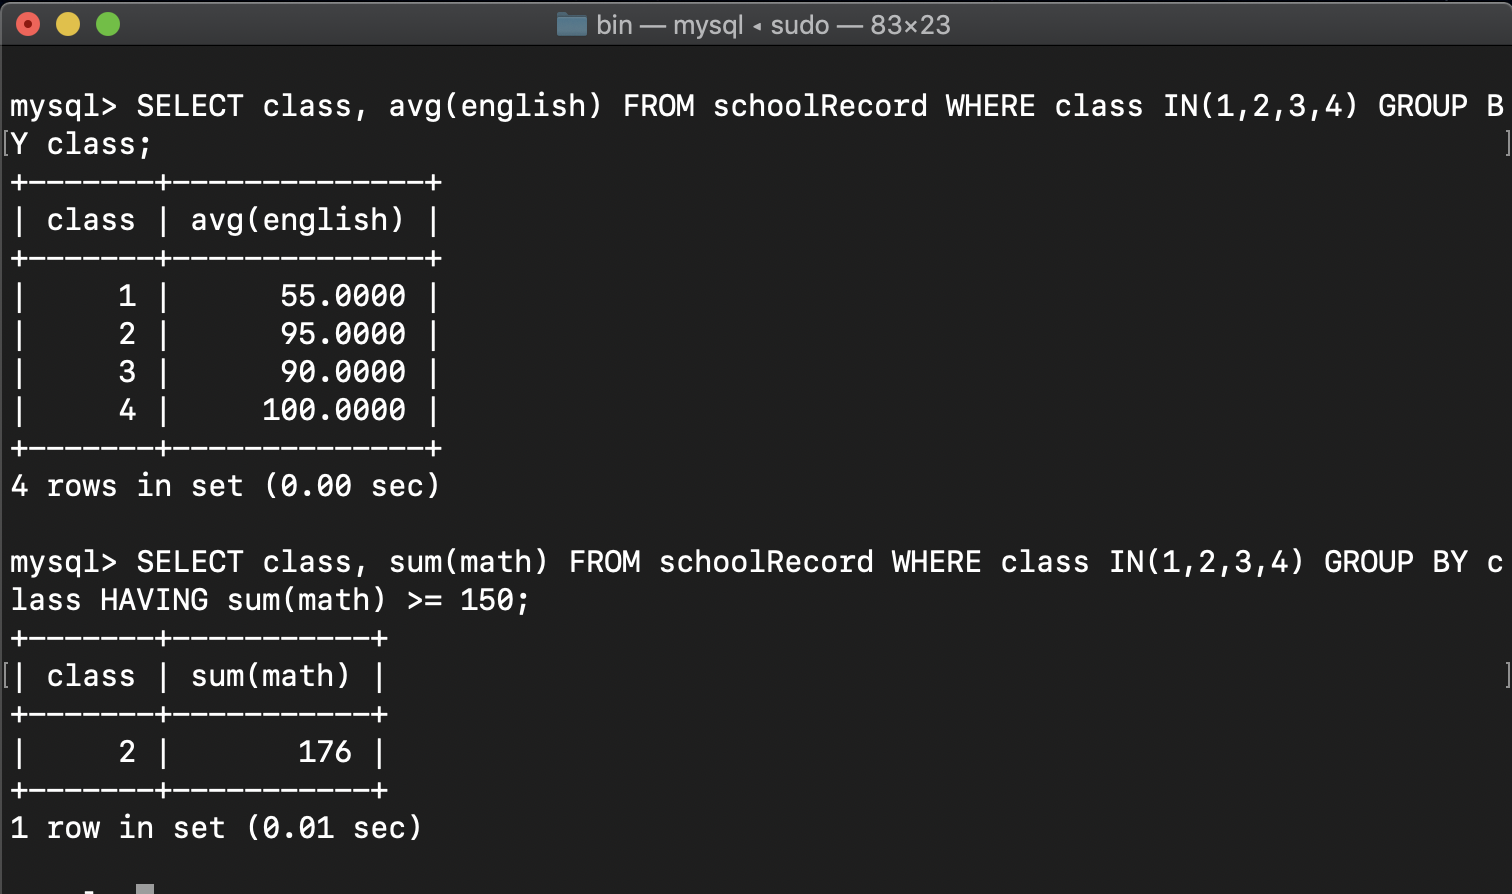 bin — mysql ◂ sudo — 83×23
mysql> SELECT class, avg(english) FROM schoolRecord WHERE class IN(1,2,3,4) GROUP B
[Y class; ]
+-------+--------------+
| class | avg(english) |
+-------+--------------+
|     1 |      55.0000 |
|     2 |      95.0000 |
|     3 |      90.0000 |
|     4 |     100.0000 |
+-------+--------------+
4 rows in set (0.00 sec)
mysql> SELECT class, sum(math) FROM schoolRecord WHERE class IN(1,2,3,4) GROUP BY c
lass HAVING sum(math) >= 150;
+-------+-----------+
[| class | sum(math) | ]
+-------+-----------+
|     2 |       176 |
+-------+-----------+
1 row in set (0.01 sec)